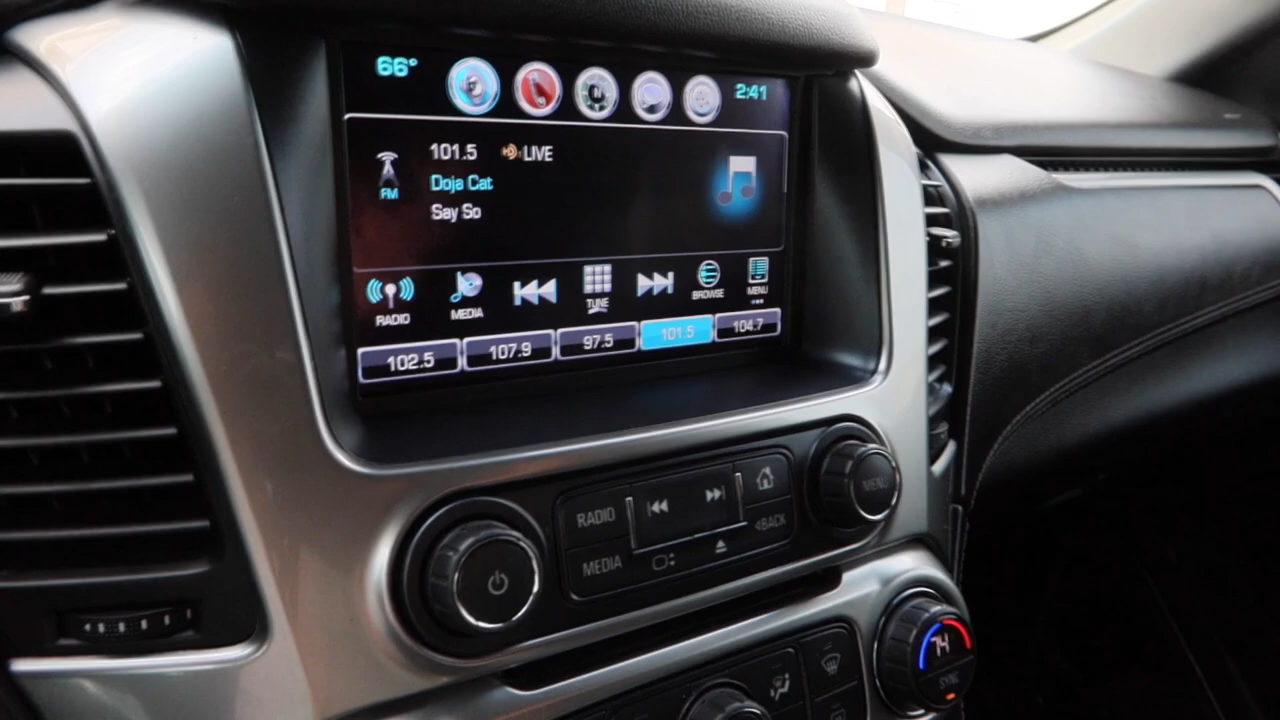 66° 2:41
101.5 LIVE
FM
Doja Cat
Say So
RADIO MEDIA TUNE BROWSE MENU
102.5 107.9 97.5 101.5 104.7
RADIO
MEDIA
BACK
MENU
74
SYNC